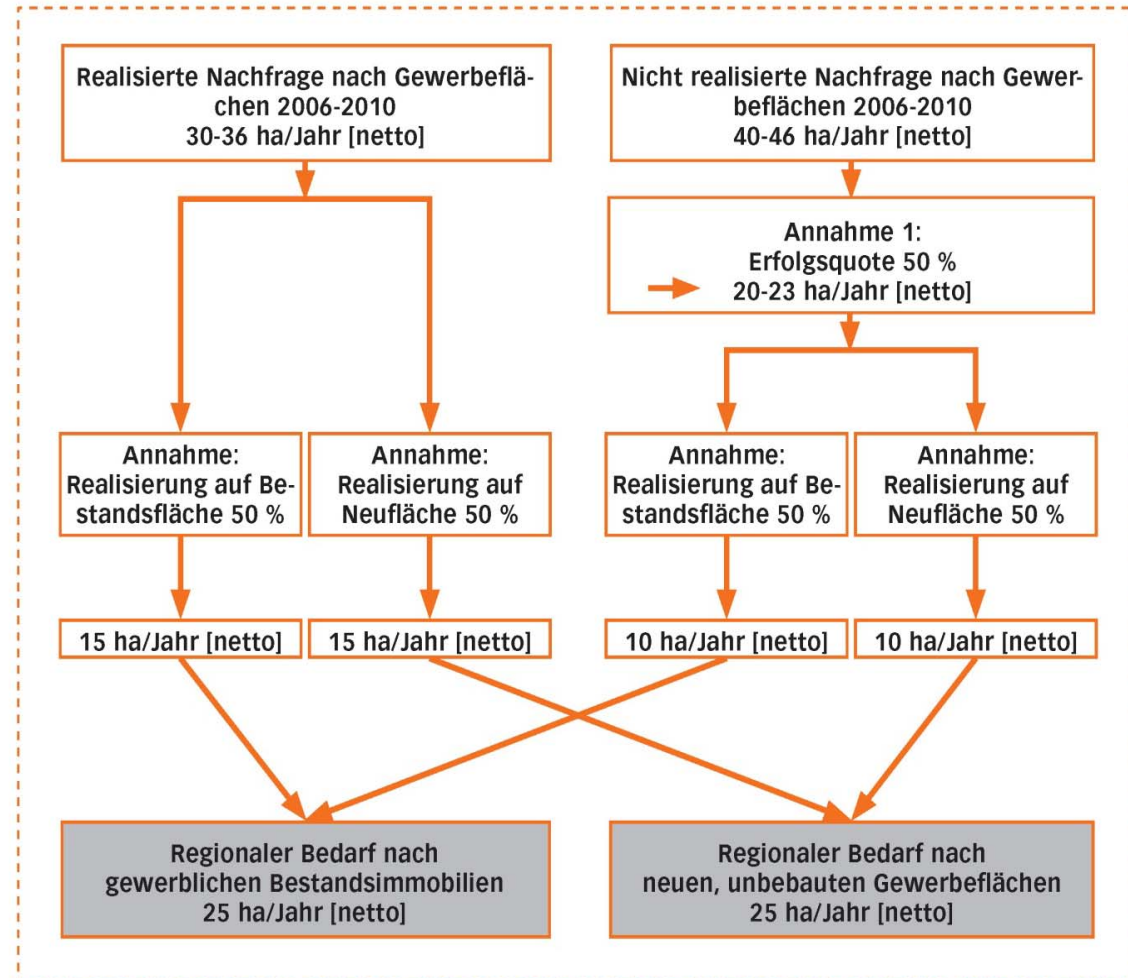 Realisierte Nachfrage nach Gewerbeflä-
chen 2006-2010
30-36 ha/Jahr [netto]
Nicht realisierte Nachfrage nach Gewer-
beflächen 2006-2010
40-46 ha/Jahr [netto]
Annahme 1:
Erfolgsquote 50 %
20-23 ha/Jahr [netto]
Annahme:
Realisierung auf Be-
standsfläche 50 %
Annahme:
Realisierung auf
Neufläche 50 %
Annahme:
Realisierung auf Be-
standsfläche 50 %
Annahme:
Realisierung auf
Neufläche 50 %
15 ha/Jahr [netto]
15 ha/Jahr [netto]
10 ha/Jahr [netto]
10 ha/Jahr [netto]
Regionaler Bedarf nach
gewerblichen Bestandsimmobilien
25 ha/Jahr [netto]
Regionaler Bedarf nach
neuen, unbebauten Gewerbeflächen
25 ha/Jahr [netto]